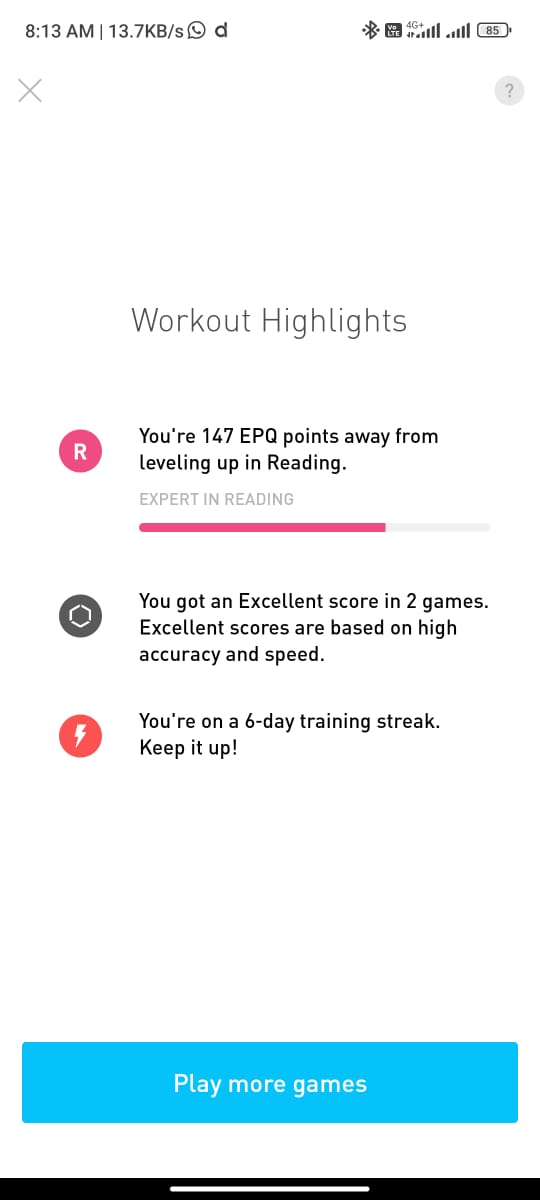 8:13 AM | 13.7KB/s d Vo LTE 4G+ 85
?
Workout Highlights
R
You're 147 EPQ points away from
leveling up in Reading.
EXPERT IN READING
You got an Excellent score in 2 games.
Excellent scores are based on high
accuracy and speed.
You're on a 6-day training streak.
Keep it up!
Play more games